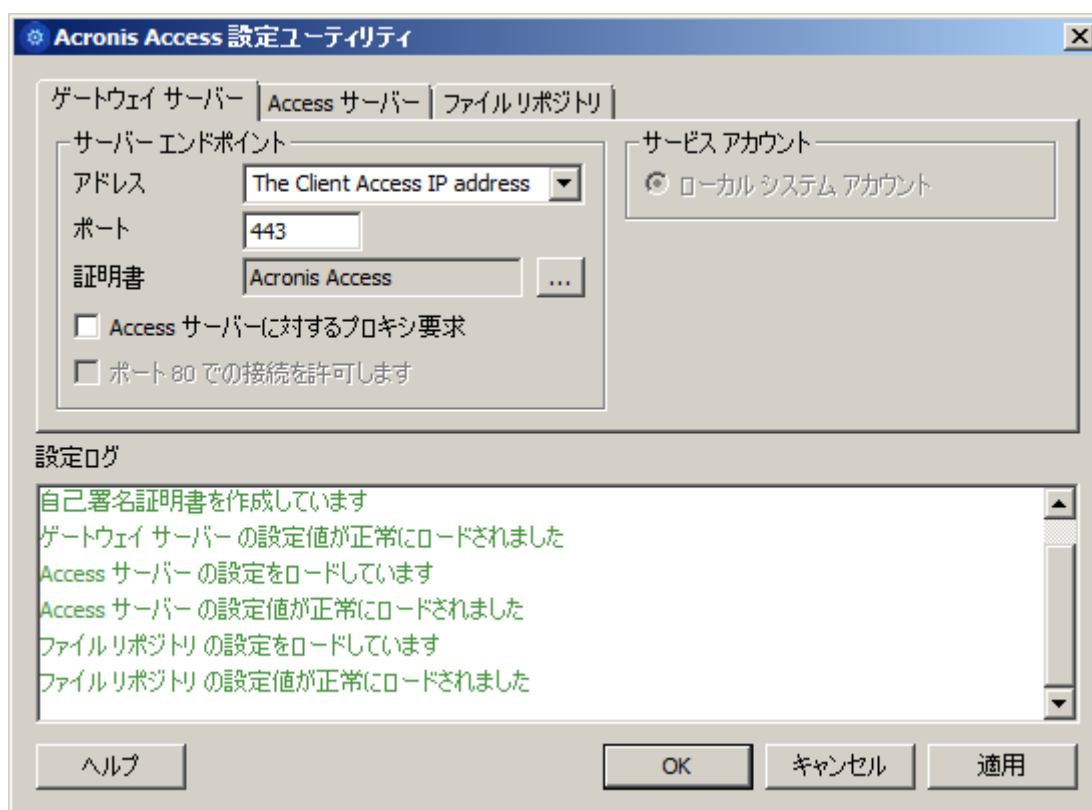 Acronis Access 設定ユーティリティ
ゲートウェイ サーバー
Access サーバー
ファイル リポジトリ
サーバー エンドポイント
アドレス
The Client Access IP address
ポート
443
証明書
Acronis Access
...
Access サーバーに対するプロキシ要求
ポート 80 での接続を許可します
サービス アカウント
ローカル システム アカウント
設定ログ
自己署名証明書を作成しています
ゲートウェイ サーバー の設定値が正常にロードされました
Access サーバー の設定をロードしています
Access サーバー の設定値が正常にロードされました
ファイル リポジトリ の設定をロードしています
ファイル リポジトリ の設定値が正常にロードされました
ヘルプ
OK
キャンセル
適用